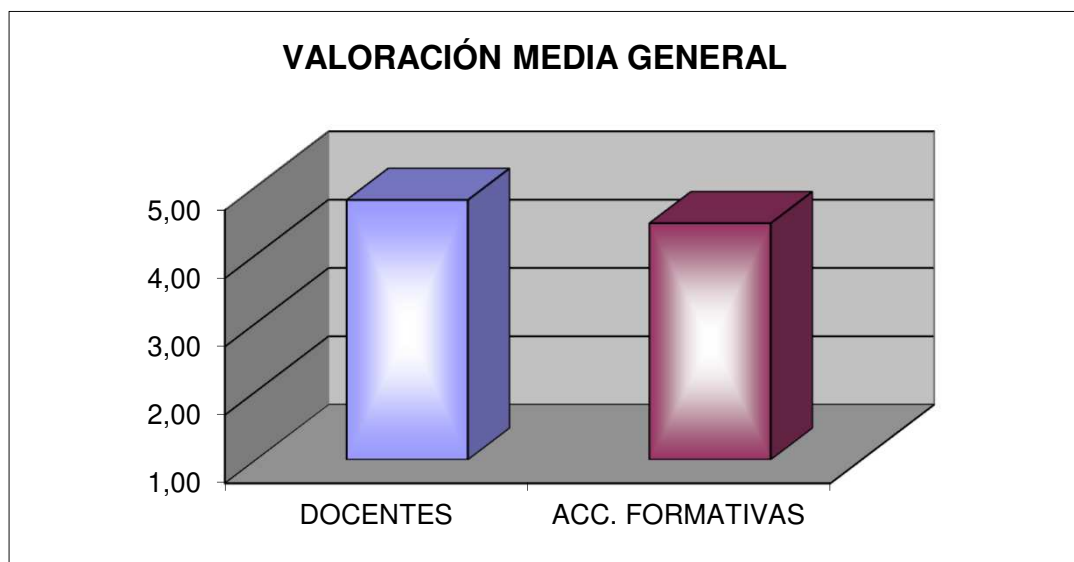 VALORACIÓN MEDIA GENERAL
5,00
4,00
3,00
2,00
1,00
DOCENTES ACC. FORMATIVAS